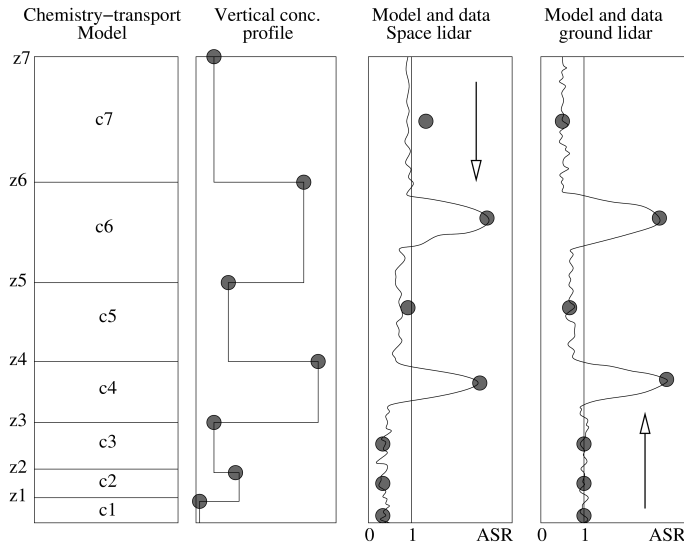 Chemistry−transport
Model
Vertical conc.
profile
Model and data
Space lidar
Model and data
ground lidar
z7
c7
z6
c6
z5
c5
z4
c4
z3
c3
z2
c2
z1
c1
0 1 ASR
0 1 ASR